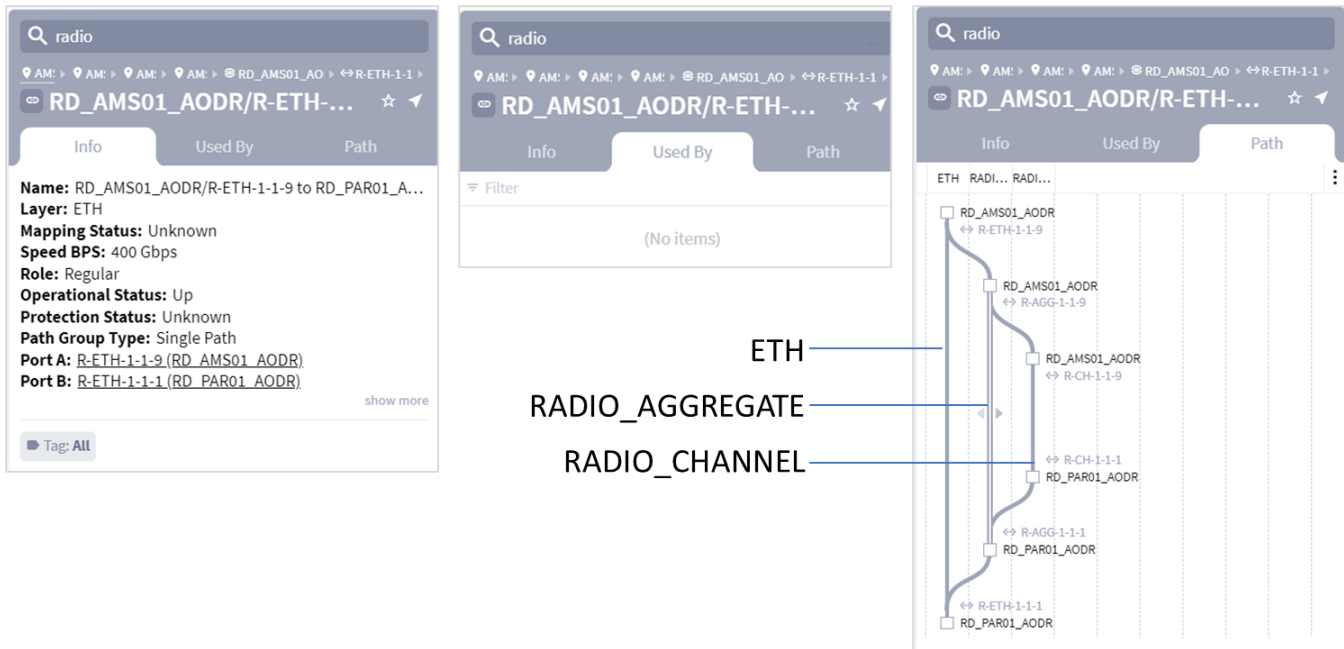 radio
AM: AM: AM: AM: RD_AMS01_AO R-ETH-1-1
RD_AMS01_AODR/R-ETH-...
Info Used By Path
Name: RD_AMS01_AODR/R-ETH-1-1-9 to RD_PAR01_A...
Layer: ETH
Mapping Status: Unknown
Speed BPS: 400 Gbps
Role: Regular
Operational Status: Up
Protection Status: Unknown
Path Group Type: Single Path
Port A: R-ETH-1-1-9 (RD_AMS01_AODR)
Port B: R-ETH-1-1-1 (RD_PAR01_AODR)
show more
Tag: All
radio
AM: AM: AM: AM: RD_AMS01_AO R-ETH-1-1
RD_AMS01_AODR/R-ETH-...
Info Used By Path
Filter
(No items)
ETH
RADIO_AGGREGATE
RADIO_CHANNEL
radio
AM: AM: AM: AM: RD_AMS01_AO R-ETH-1-1
RD_AMS01_AODR/R-ETH-...
Info Used By Path
ETH RADI... RADI...
RD_AMS01_AODR
R-ETH-1-1-9
RD_AMS01_AODR
R-AGG-1-1-9
RD_AMS01_AODR
R-CH-1-1-9
R-CH-1-1-1
RD_PAR01_AODR
R-AGG-1-1-1
RD_PAR01_AODR
R-ETH-1-1-1
RD_PAR01_AODR